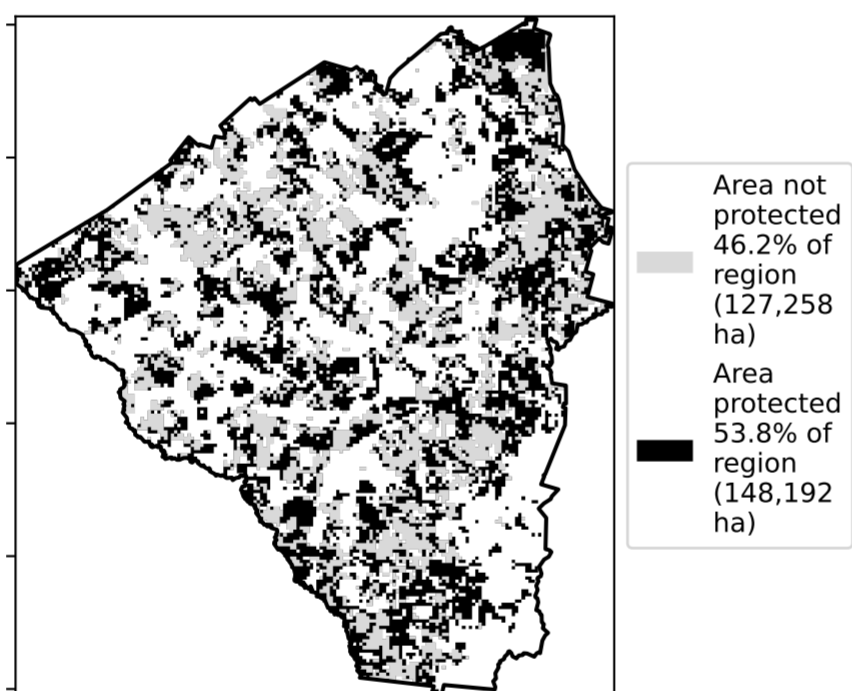 Area not
protected
46.2% of
region
(127,258
ha)
Area
protected
53.8% of
region
(148,192
ha)